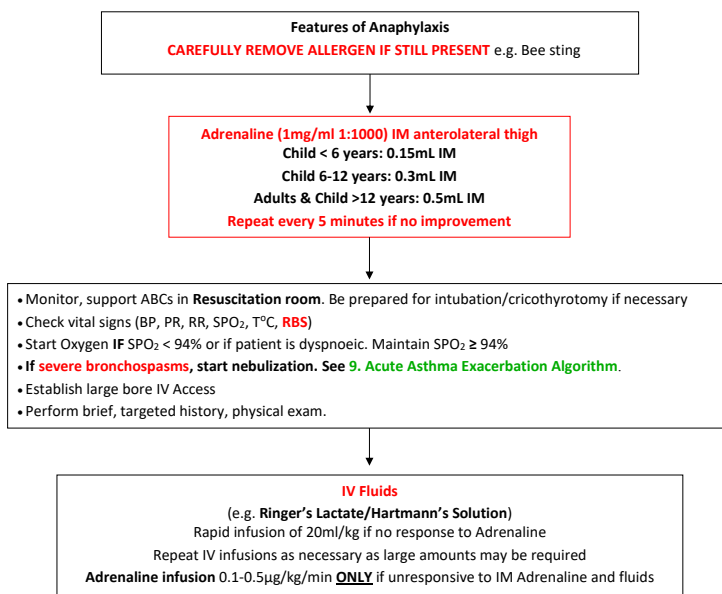 Features of Anaphylaxis
CAREFULLY REMOVE ALLERGEN IF STILL PRESENT e.g. Bee sting
Adrenaline (1mg/ml 1:1000) IM anterolateral thigh
Child < 6 years: 0.15mL IM
Child 6-12 years: 0.3mL IM
Adults & Child >12 years: 0.5mL IM
Repeat every 5 minutes if no improvement
• Monitor, support ABCs in Resuscitation room. Be prepared for intubation/cricothyrotomy if necessary
• Check vital signs (BP, PR, RR, SPO₂, T°C, RBS)
• Start Oxygen IF SPO₂ < 94% or if patient is dyspnoeic. Maintain SPO₂ ≥ 94%
• If severe bronchospasms, start nebulization. See 9. Acute Asthma Exacerbation Algorithm.
• Establish large bore IV Access
• Perform brief, targeted history, physical exam.
IV Fluids
(e.g. Ringer's Lactate/Hartmann's Solution)
Rapid infusion of 20ml/kg if no response to Adrenaline
Repeat IV infusions as necessary as large amounts may be required
Adrenaline infusion 0.1-0.5µg/kg/min ONLY if unresponsive to IM Adrenaline and fluids